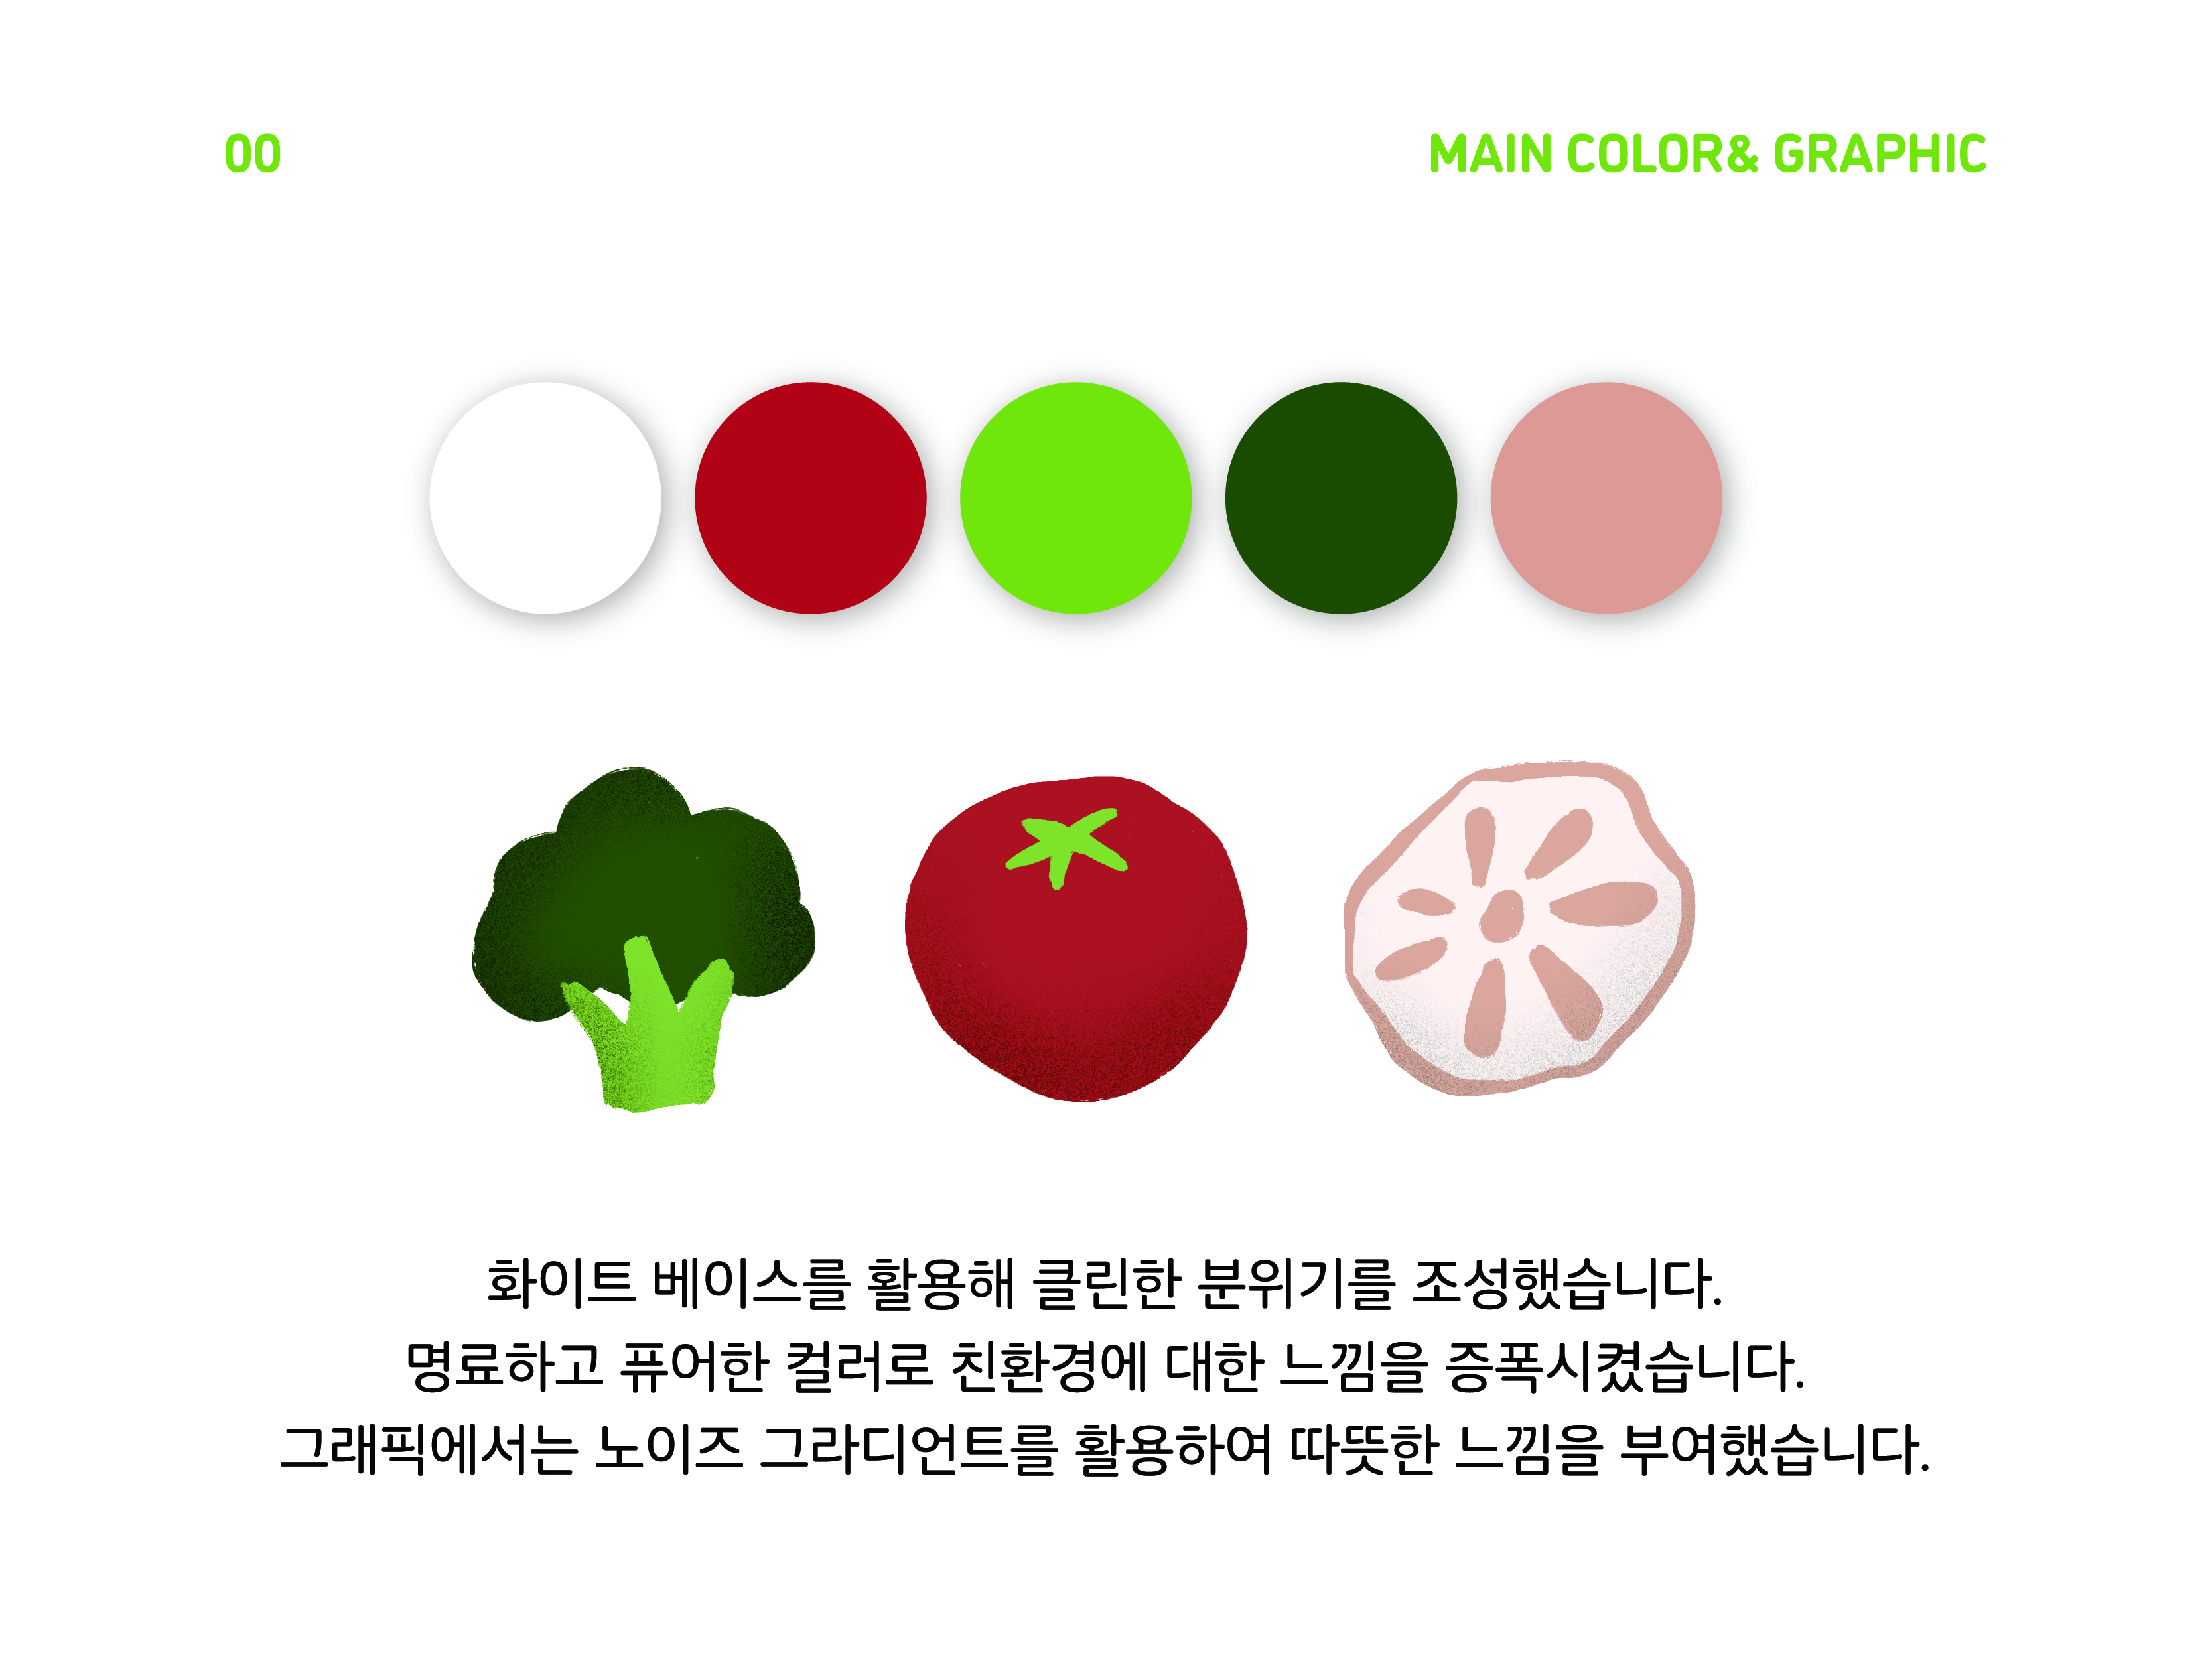 00
MAIN COLOR& GRAPHIC
화이트 베이스를 활용해 클린한 분위기를 조성했습니다.
명료하고 퓨어한 컬러로 친환경에 대한 느낌을 증폭시켰습니다.
그래픽에서는 노이즈 그라디언트를 활용하여 따뜻한 느낌을 부여했습니다.